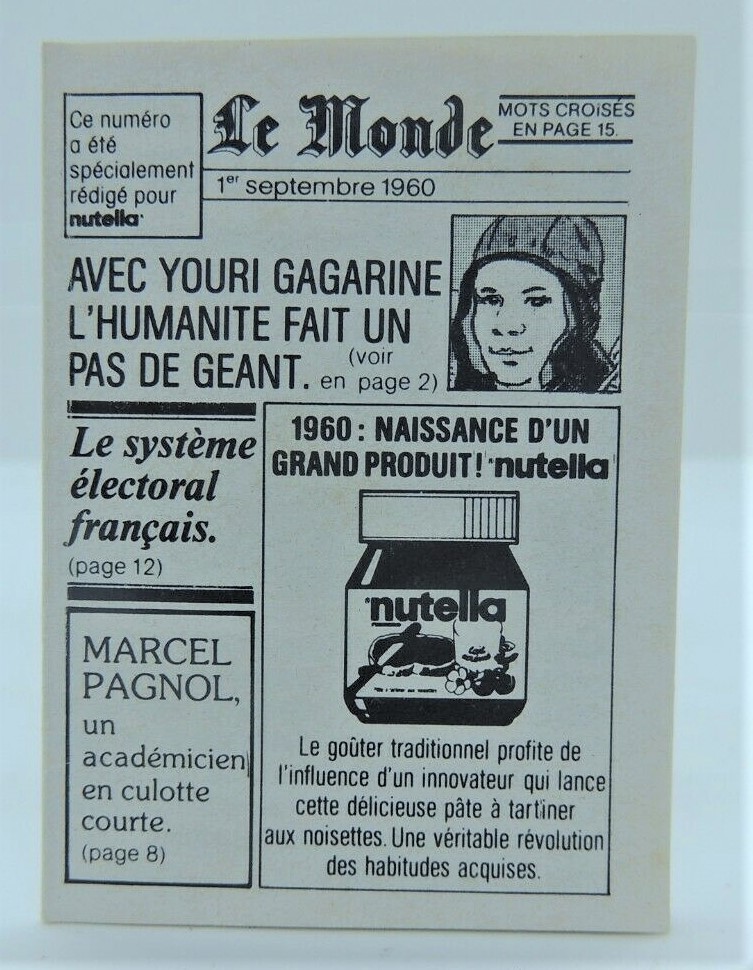 Ce numéro
a été
spécialement
rédigé pour
nutella
Le Monde
MOTS CROiSÉS
EN PAGE 15.
1er septembre 1960
AVEC YOURI GAGARINE
L'HUMANITE FAIT UN
PAS DE GEANT. (voir
en page 2)
Le système
électoral
français.
(page 12)
MARCEL
PAGNOL,
un
académicien
en culotte
courte.
(page 8)
1960 : NAISSANCE D'UN
GRAND PRODUIT! nutella
nutella
Le goûter traditionnel profite de
l'influence d'un innovateur qui lance
cette délicieuse pâte à tartiner
aux noisettes. Une véritable révolution
des habitudes acquises.